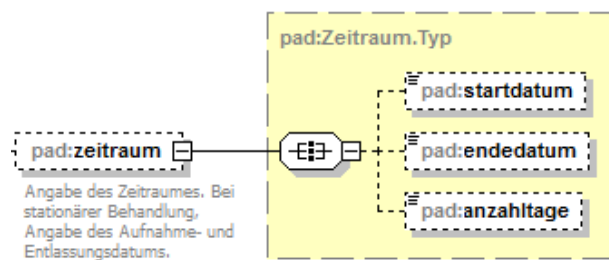 pad:Zeitraum.Typ
pad:startdatum
pad:zeitraum
pad:endedatum
pad:anzahltage
Angabe des Zeitraumes. Bei
stationärer Behandlung,
Angabe des Aufnahme- und
Entlassungsdatums.